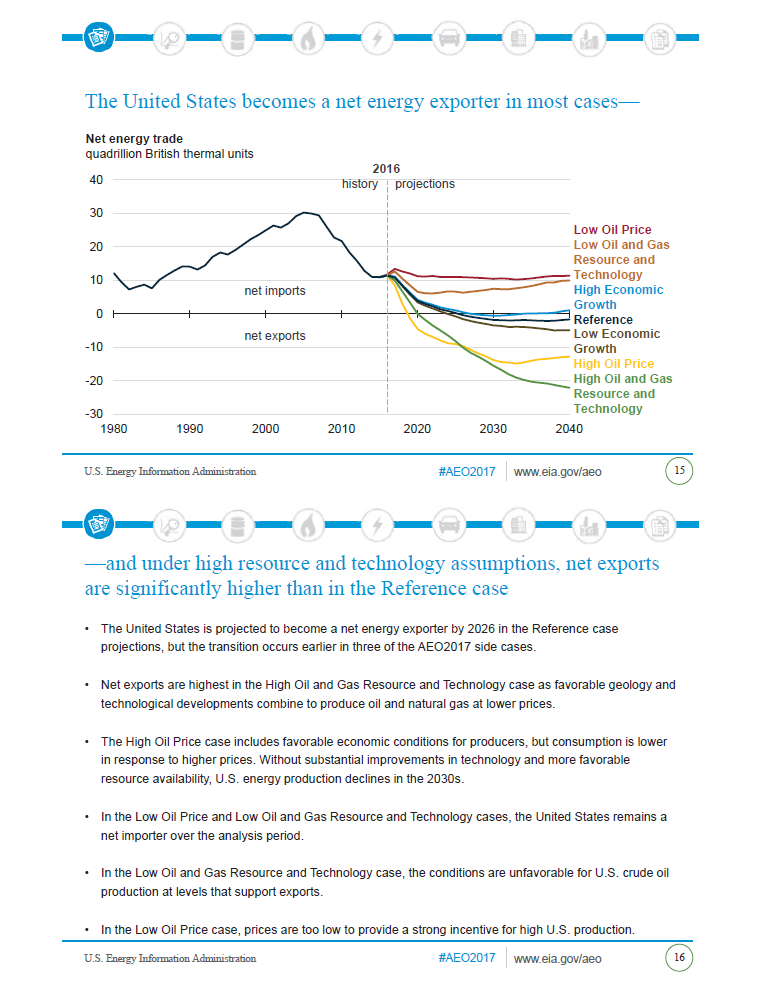 The United States becomes a net energy exporter in most cases—
Net energy trade
quadrillion British thermal units
2016
history projections
40
30
20
10
0
-10
-20
-30
net imports
net exports
1980 1990 2000 2010 2020 2030 2040
Low Oil Price
Low Oil and Gas
Resource and
Technology
High Economic
Growth
Reference
Low Economic
Growth
High Oil Price
High Oil and Gas
Resource and
Technology
U.S. Energy Information Administration #AEO2017 www.eia.gov/aeo 15
—and under high resource and technology assumptions, net exports
are significantly higher than in the Reference case
• The United States is projected to become a net energy exporter by 2026 in the Reference case
projections, but the transition occurs earlier in three of the AEO2017 side cases.
• Net exports are highest in the High Oil and Gas Resource and Technology case as favorable geology and
technological developments combine to produce oil and natural gas at lower prices.
• The High Oil Price case includes favorable economic conditions for producers, but consumption is lower
in response to higher prices. Without substantial improvements in technology and more favorable
resource availability, U.S. energy production declines in the 2030s.
• In the Low Oil Price and Low Oil and Gas Resource and Technology cases, the United States remains a
net importer over the analysis period.
• In the Low Oil and Gas Resource and Technology case, the conditions are unfavorable for U.S. crude oil
production at levels that support exports.
• In the Low Oil Price case, prices are too low to provide a strong incentive for high U.S. production.
U.S. Energy Information Administration #AEO2017 www.eia.gov/aeo 16